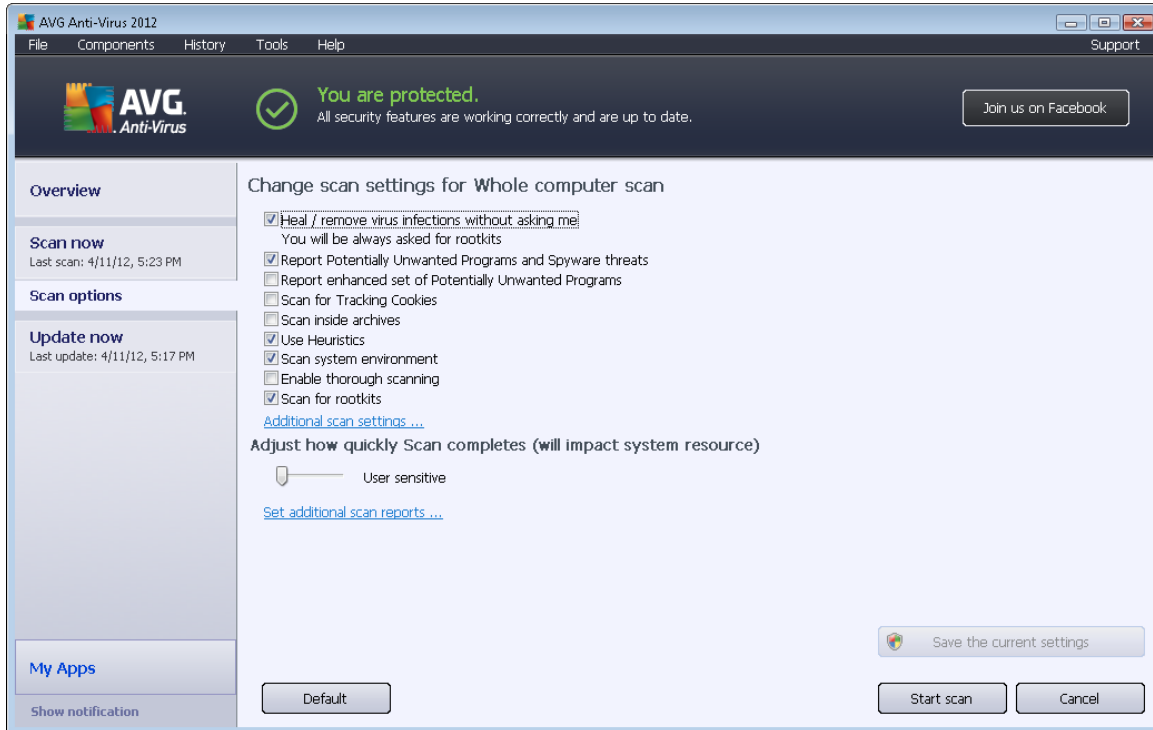 AVG Anti-Virus 2012
File Components History Tools Help Support
AVG.
Anti-Virus
You are protected.
All security features are working correctly and are up to date.
Join us on Facebook
Overview
Scan now
Last scan: 4/11/12, 5:23 PM
Scan options
Update now
Last update: 4/11/12, 5:17 PM
My Apps
Show notification
Change scan settings for Whole computer scan
Heal / remove virus infections without asking me
You will be always asked for rootkits
Report Potentially Unwanted Programs and Spyware threats
Report enhanced set of Potentially Unwanted Programs
Scan for Tracking Cookies
Scan inside archives
Use Heuristics
Scan system environment
Enable thorough scanning
Scan for rootkits
Additional scan settings ...
Adjust how quickly Scan completes (will impact system resource)
User sensitive
Set additional scan reports ...
Save the current settings
Default
Start scan
Cancel